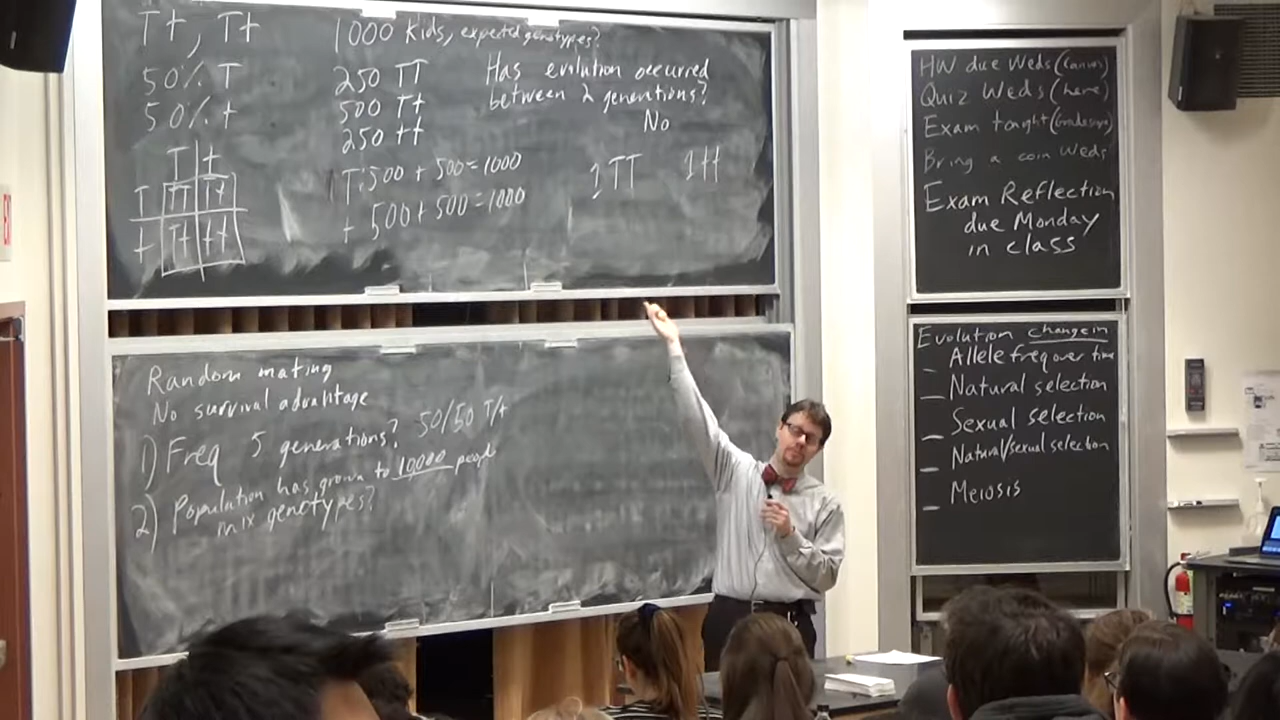 Tt, Tt
50% T
50% t
T t
T TT Tt
t Tt tt
1000 Kids, expected genotypes?
250 TT
500 Tt
250 tt
T: 500 + 500 = 1000
t 500 + 500 = 1000
Has evolution occurred
between 2 generations?
No
1 TT 1 tt
Random mating
No survival advantage
1) Freq 5 generations? 50/50 T/t
2) Population has grown to 10000 people
mix genotypes?
HW due Weds (Canvas)
Quiz Weds (here)
Exam tonght
Bring a coin Weds
Exam Reflection
due Monday
in class
Evolution change in
Allele freq over time
- Natural selection
- Sexual selection
- Natural/sexual selection
- Meiosis
EXIT